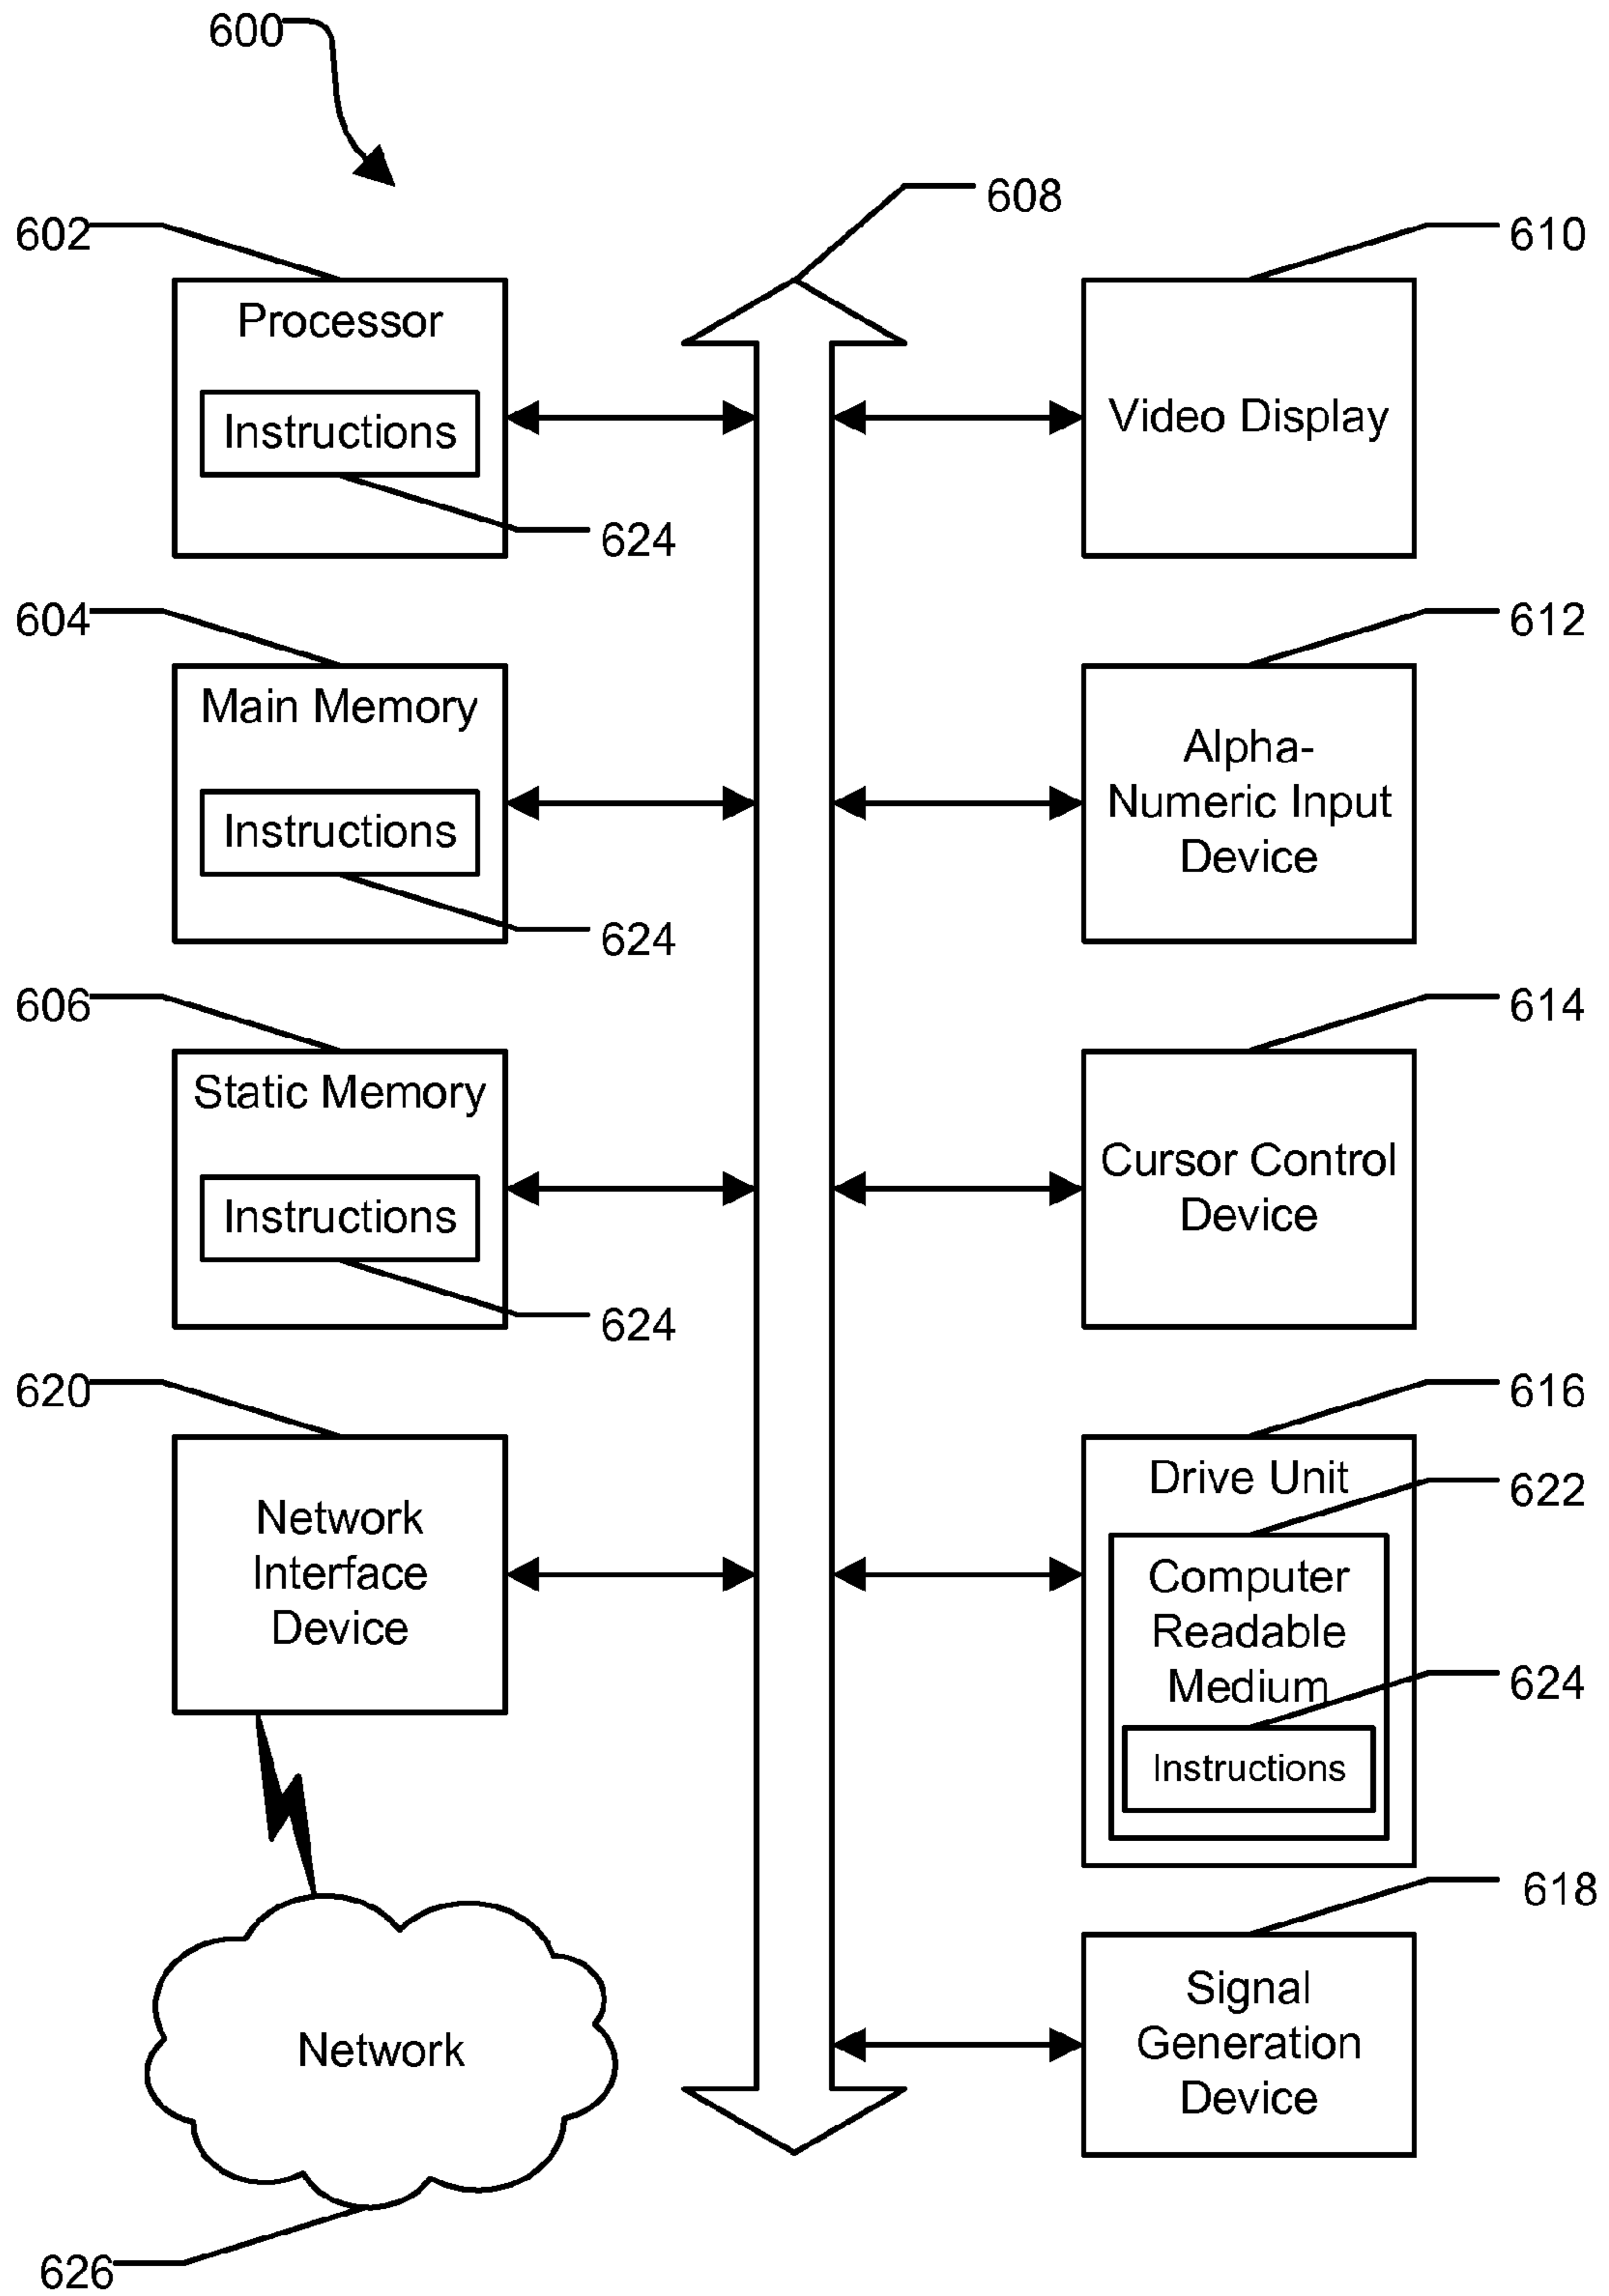 600
608
602
Processor
Instructions
624
604
Main Memory
Instructions
624
606
Static Memory
Instructions
624
620
Network
Interface
Device
Network
626
610
Video Display
612
Alpha-
Numeric Input
Device
614
Cursor Control
Device
616
Drive Unit
622
Computer
Readable
Medium
624
Instructions
618
Signal
Generation
Device